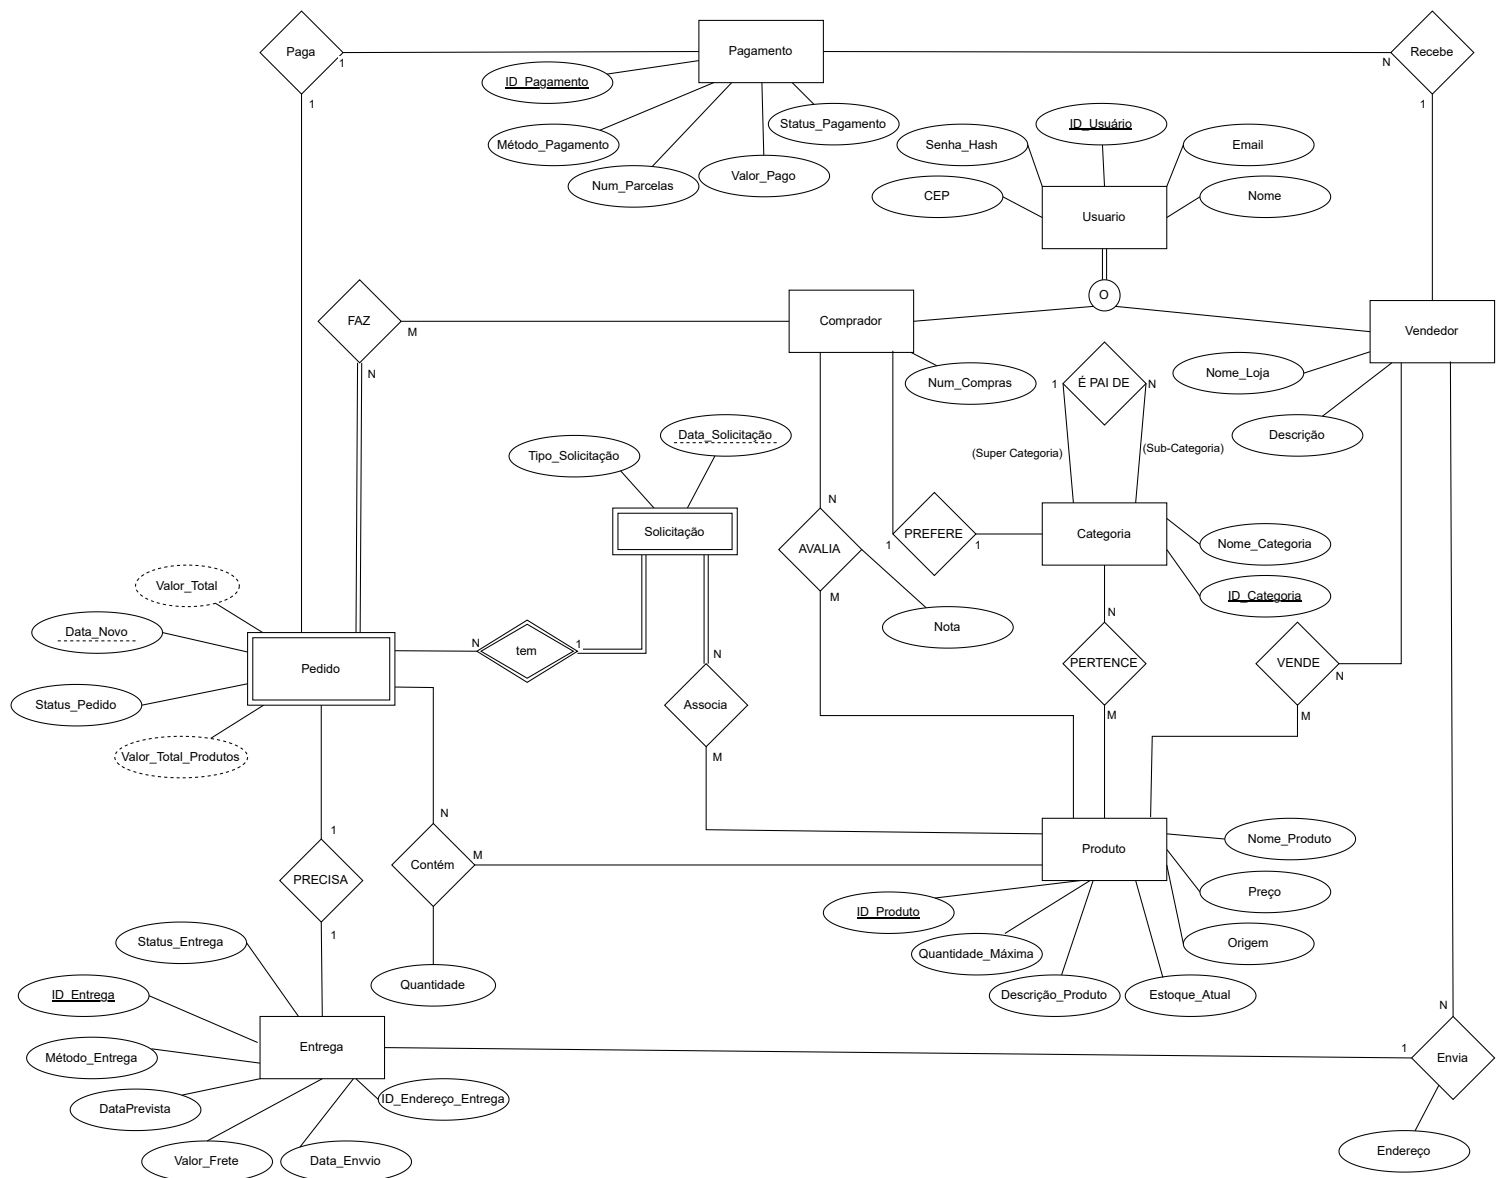 Paga
1
1
Pagamento
N
Recebe
1
ID_Pagamento
Método_Pagamento
Num_Parcelas
Valor_Pago
Status_Pagamento
ID_Usuário
Senha_Hash
Email
CEP
Nome
Usuario
O
FAZ
M
N
Comprador
Num_Compras
Vendedor
Nome_Loja
Descrição
1
É PAI DE
N
(Super Categoria)
(Sub-Categoria)
Tipo_Solicitação
Data_Solicitação
Solicitação
N
AVALIA
M
Nota
1
PREFERE
1
Categoria
Nome_Categoria
ID_Categoria
Valor_Total
Data_Novo
Status_Pedido
Valor_Total_Produtos
Pedido
N
tem
1
N
Associa
M
N
PERTENCE
M
VENDE
N
M
N
Contém
M
Quantidade
1
PRECISA
1
Produto
Nome_Produto
Preço
Origem
ID_Produto
Quantidade_Máxima
Descrição_Produto
Estoque_Atual
Status_Entrega
ID_Entrega
Entrega
Método_Entrega
DataPrevista
Valor_Frete
Data_Envvio
ID_Endereço_Entrega
N
1
Envia
Endereço